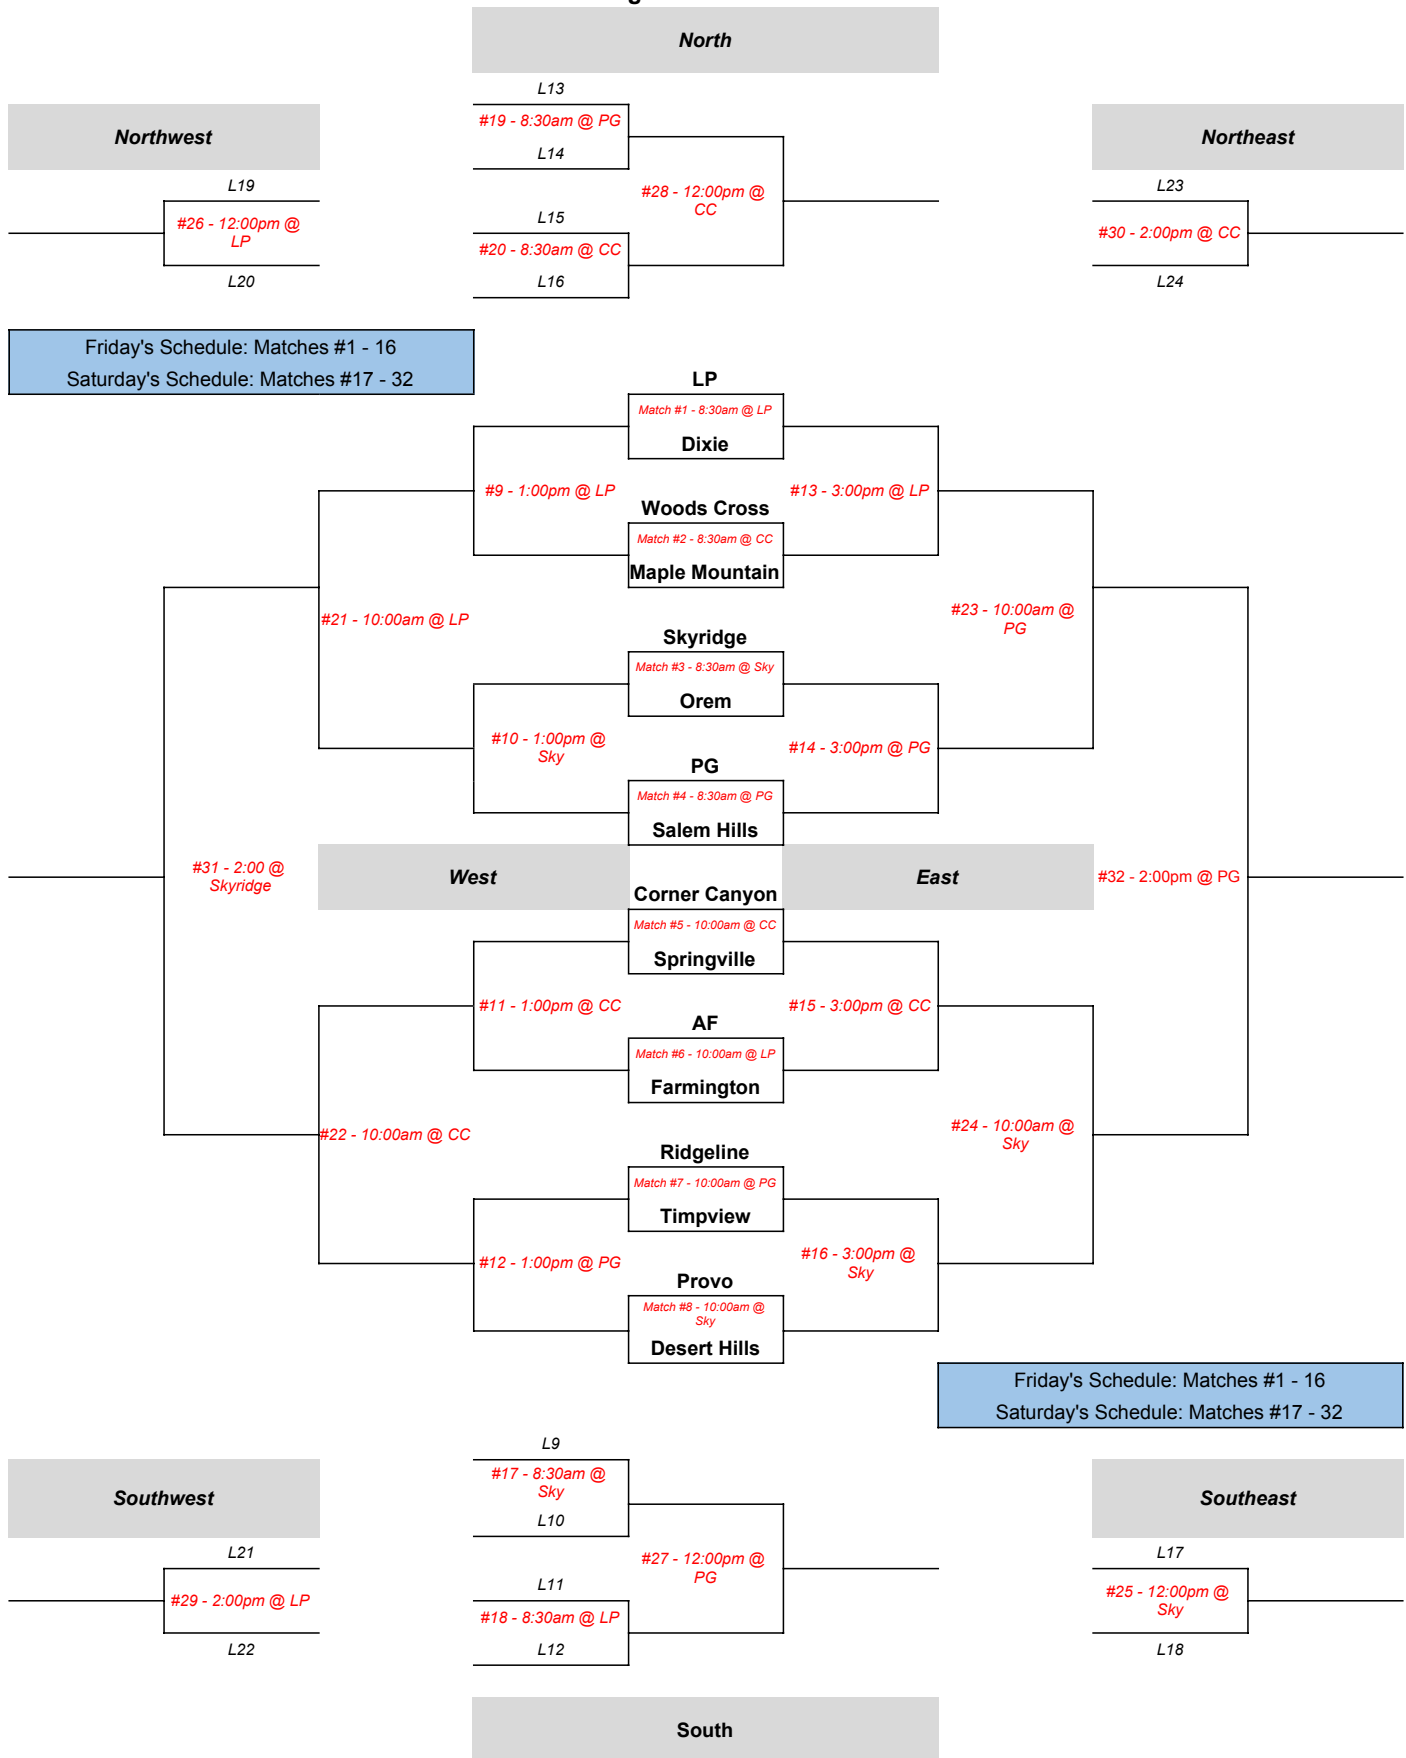 North
L13
#19 - 8:30am @ PG
L14
Northwest
Northeast
L19
#26 - 12:00pm @
LP
L20
#28 - 12:00pm @
CC
L15
#20 - 8:30am @ CC
L16
L23
#30 - 2:00pm @ CC
L24
Friday's Schedule: Matches #1 - 16
Saturday's Schedule: Matches #17 - 32
LP
Match #1 - 8:30am @ LP
Dixie
#9 - 1:00pm @ LP
#13 - 3:00pm @ LP
Woods Cross
Match #2 - 8:30am @ CC
Maple Mountain
#21 - 10:00am @ LP
#23 - 10:00am @
PG
Skyridge
Match #3 - 8:30am @ Sky
Orem
#10 - 1:00pm @
Sky
#14 - 3:00pm @ PG
PG
Match #4 - 8:30am @ PG
Salem Hills
#31 - 2:00 @
Skyridge
West
East
#32 - 2:00pm @ PG
Corner Canyon
Match #5 - 10:00am @ CC
Springville
#11 - 1:00pm @ CC
#15 - 3:00pm @ CC
AF
Match #6 - 10:00am @ LP
Farmington
#22 - 10:00am @ CC
#24 - 10:00am @
Sky
Ridgeline
Match #7 - 10:00am @ PG
Timpview
#12 - 1:00pm @ PG
#16 - 3:00pm @
Sky
Provo
Match #8 - 10:00am @
Sky
Desert Hills
Friday's Schedule: Matches #1 - 16
Saturday's Schedule: Matches #17 - 32
L9
#17 - 8:30am @
Sky
L10
Southwest
Southeast
L21
#29 - 2:00pm @ LP
L22
#27 - 12:00pm @
PG
L11
#18 - 8:30am @ LP
L12
L17
#25 - 12:00pm @
Sky
L18
South